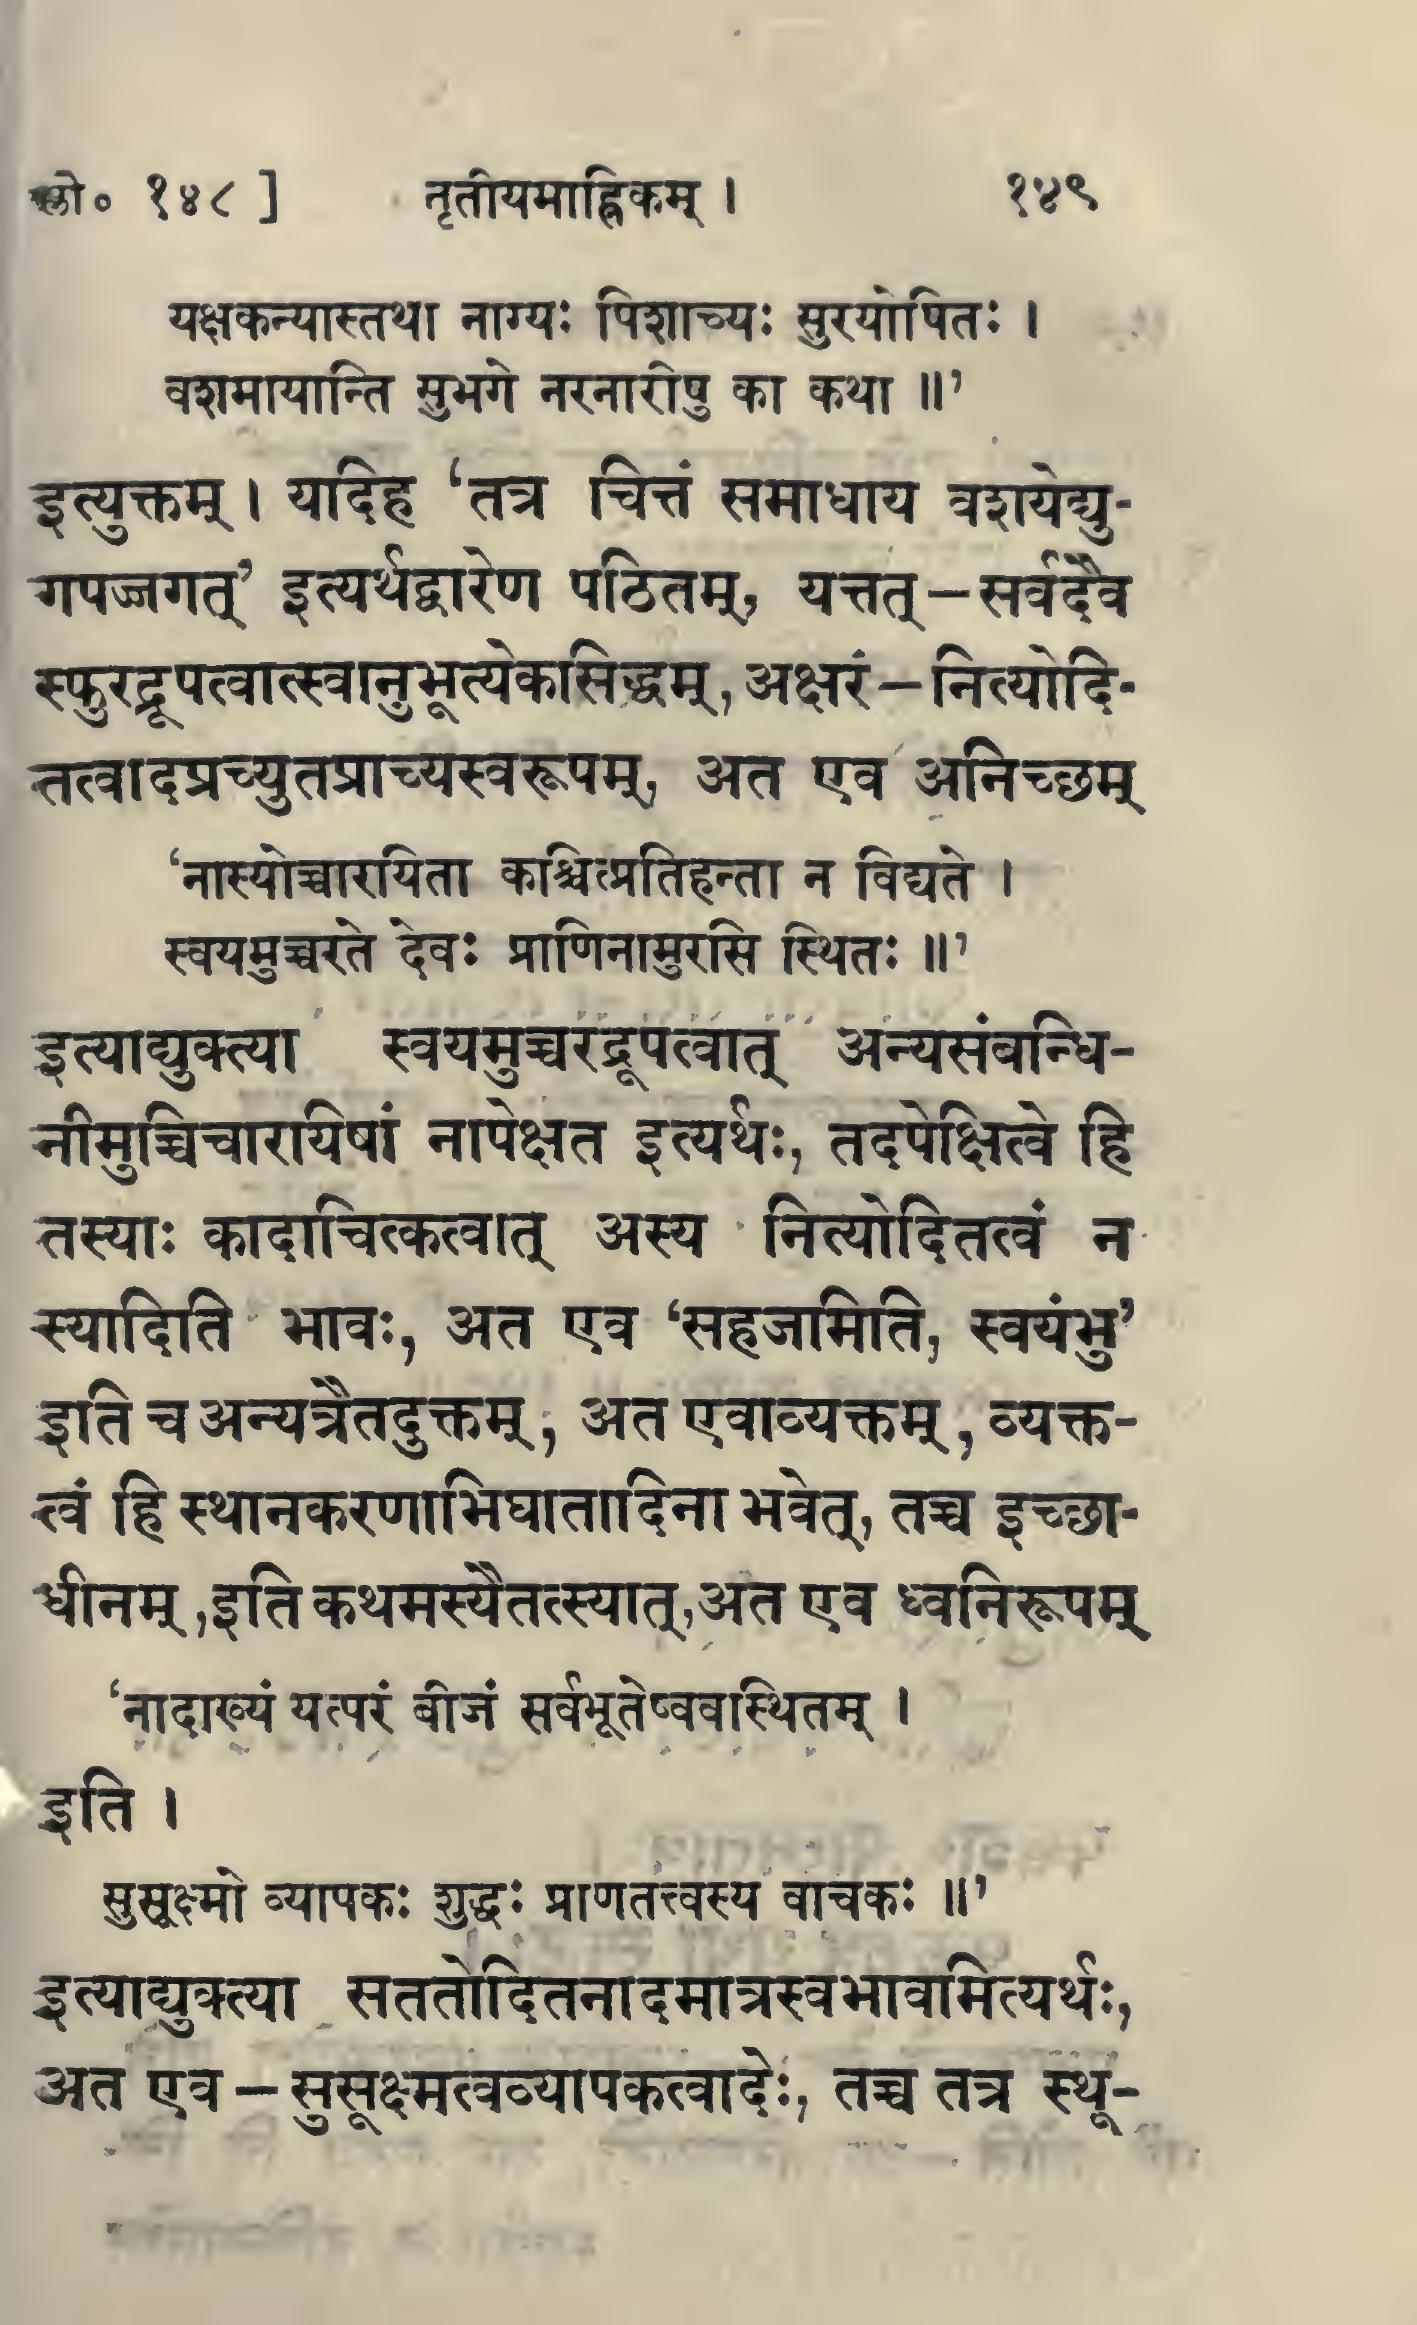 श्लो० १४८ ] तृतीयमाह्निकम् । १४९
यक्षकन्यास्तथा नाग्यः पिशाच्यः सुरयोषितः ।
वशमायान्ति सुभगे नरनारीषु का कथा ॥’
इत्युक्तम् । यदिह ‘तत्र चित्तं समाधाय वशयेद्यु-
गपज्जगत्’ इत्यर्थद्वारेण पठितम्, यत्तत्—सर्वदैव
स्फुरद्रूपत्वात्स्वानुभूत्येकसिद्धम्, अक्षरं—नित्योदि-
तत्वादप्रच्युतप्राच्यस्वरूपम्, अत एव अनिच्छम्
‘नास्योच्चारयिता कश्चित्प्रतिहन्ता न विद्यते ।
स्वयमुच्चरते देवः प्राणिनामुरसि स्थितः ॥’
इत्याद्युक्त्या स्वयमुच्चरद्रूपत्वात् अन्यसंबन्धि-
नीमुच्चिचारयिषां नापेक्षत इत्यर्थः, तदपेक्षित्वे हि
तस्याः कादाचित्कत्वात् अस्य नित्योदितत्वं न
स्यादिति भावः, अत एव ‘सहजमिति, स्वयंभु’
इति च अन्यत्रैतदुक्तम्, अत एवाव्यक्तम्, व्यक्त-
त्वं हि स्थानकरणाभिघातादिना भवेत्, तच्च इच्छा-
धीनम्, इति कथमस्यैतत्स्यात्, अत एव ध्वनिरूपम्
‘नादाख्यं यत्परं बीजं सर्वभूतेष्ववस्थितम् ।
इति ।
सुसूक्ष्मो व्यापकः शुद्धः प्राणतत्त्वस्य वाचकः ॥’
इत्याद्युक्त्या सततोदितनादमात्रस्वभावमित्यर्थः,
अत एव—सुसूक्ष्मत्वव्यापकत्वादेः, तच्च तत्र स्थू-